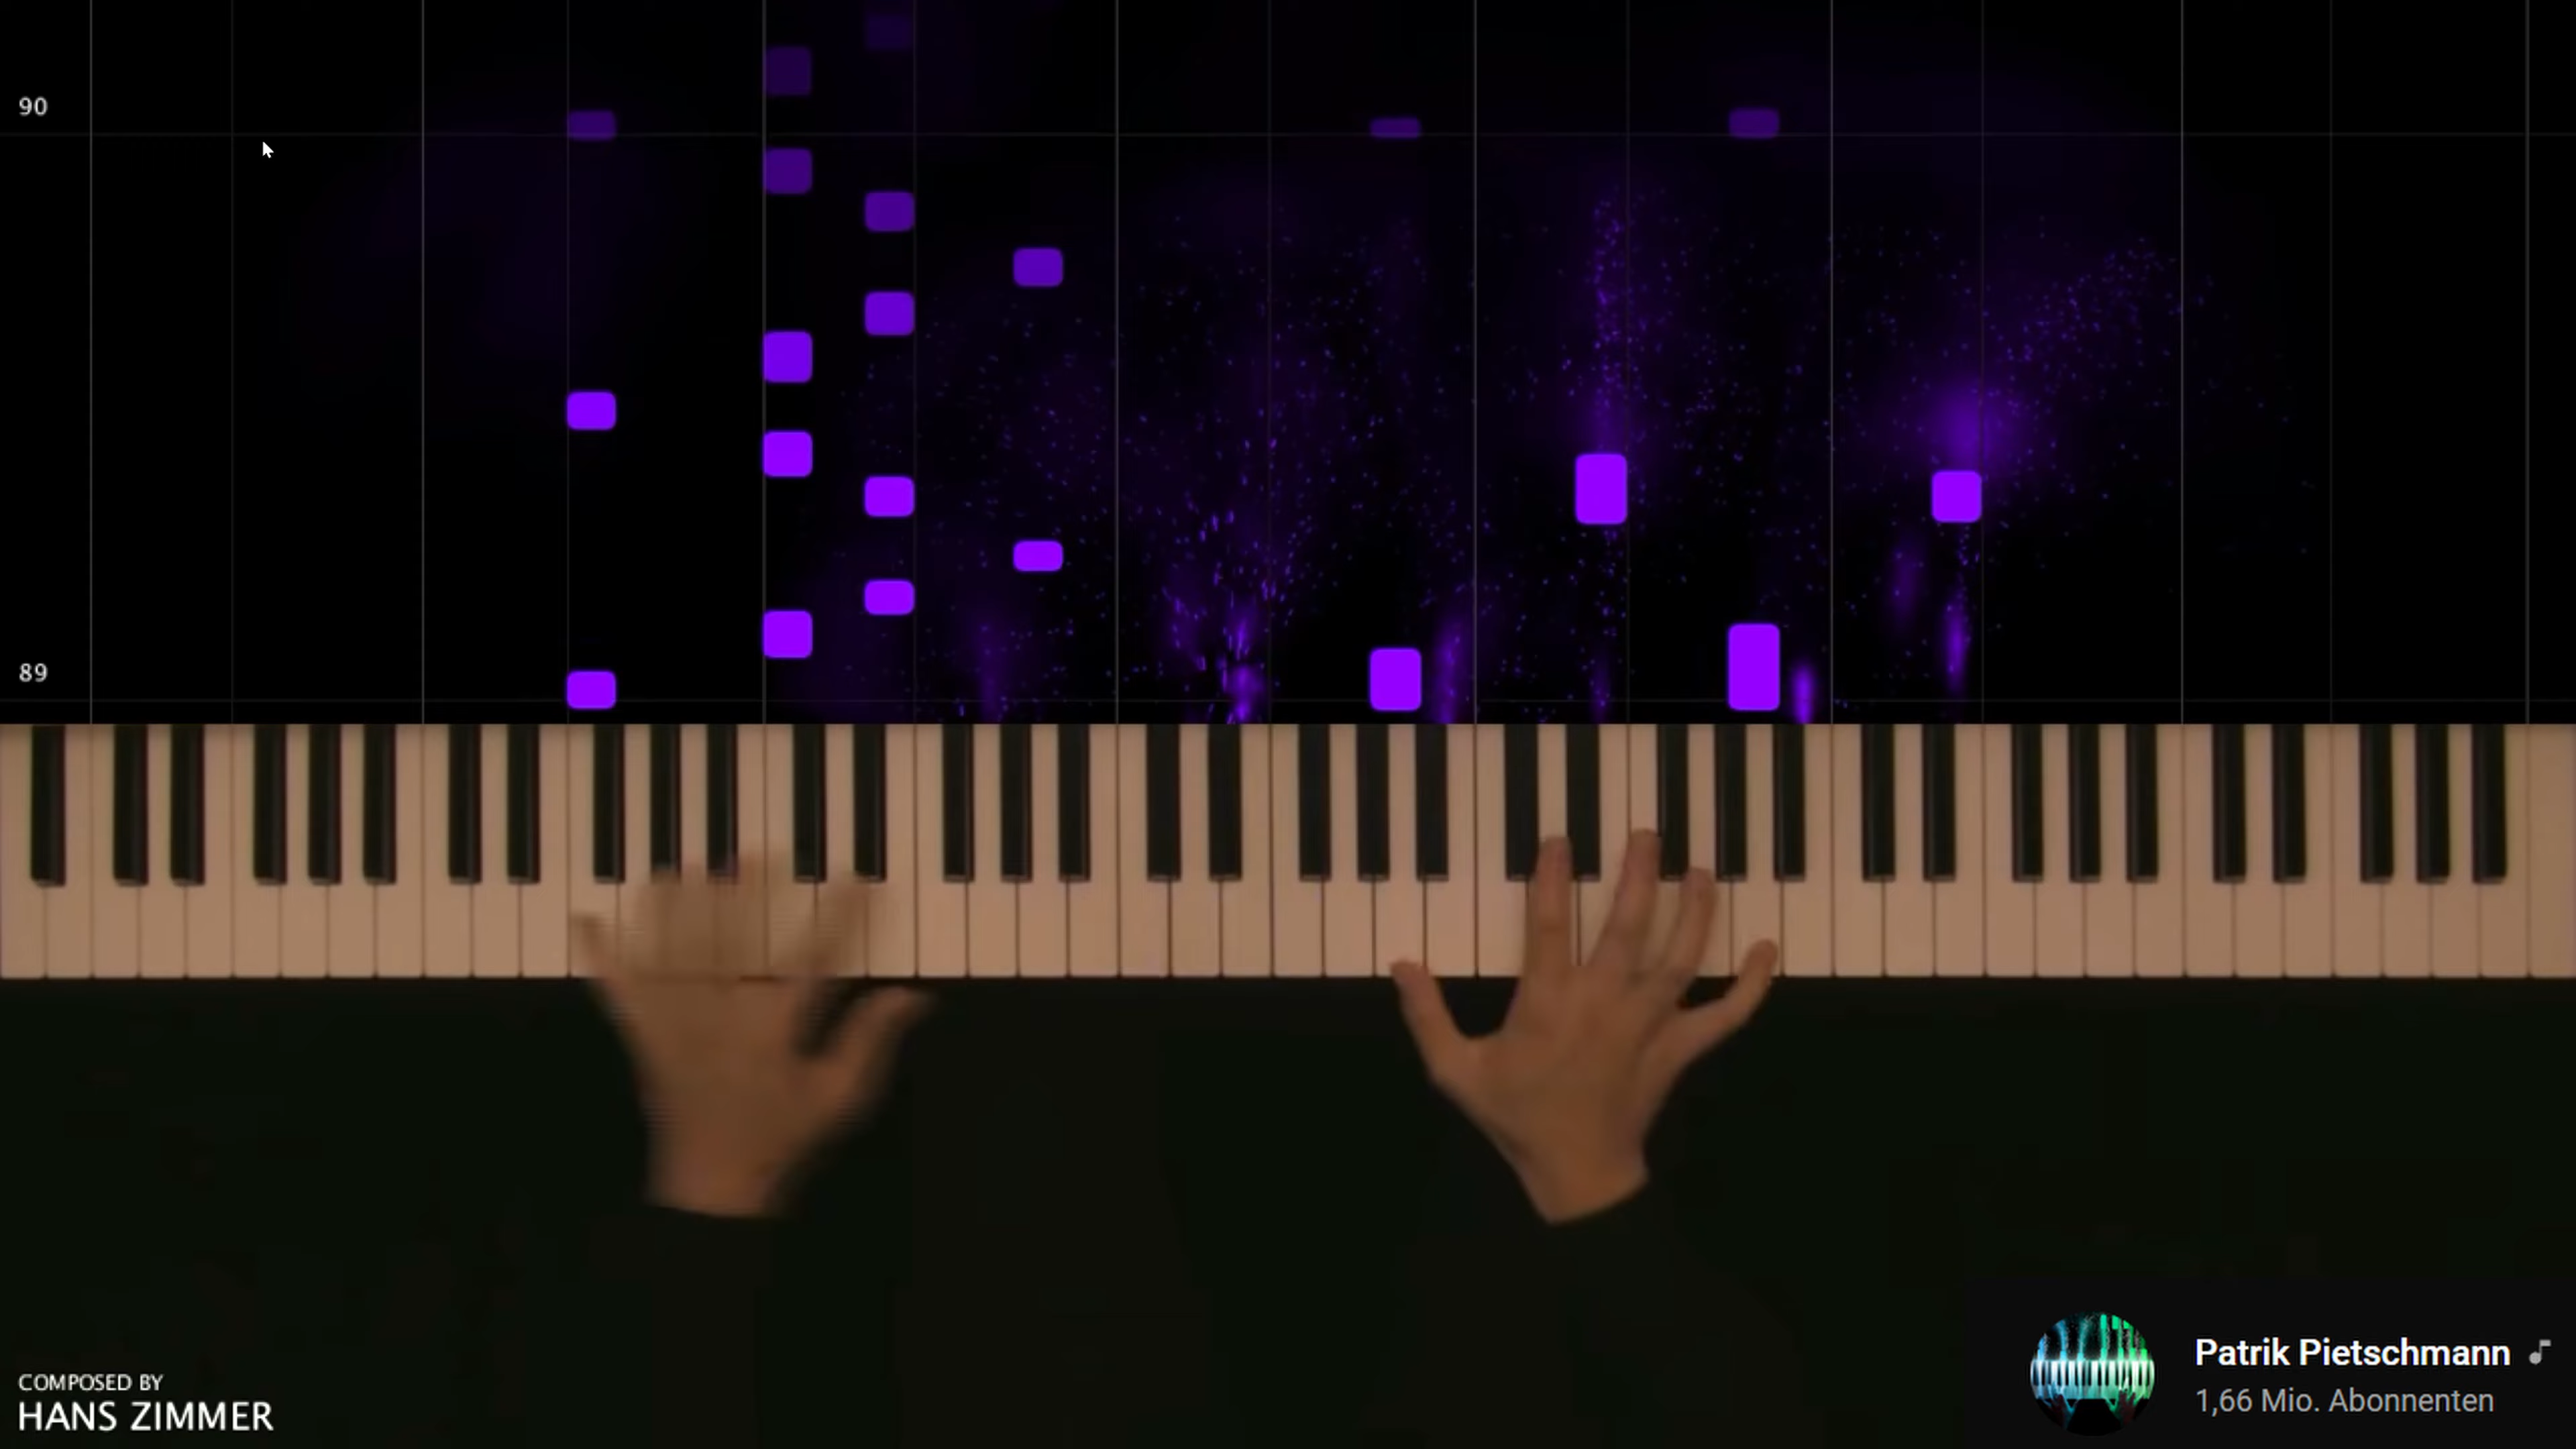 90
89
COMPOSED BY
HANS ZIMMER
Patrik Pietschmann
1,66 Mio. Abonnenten